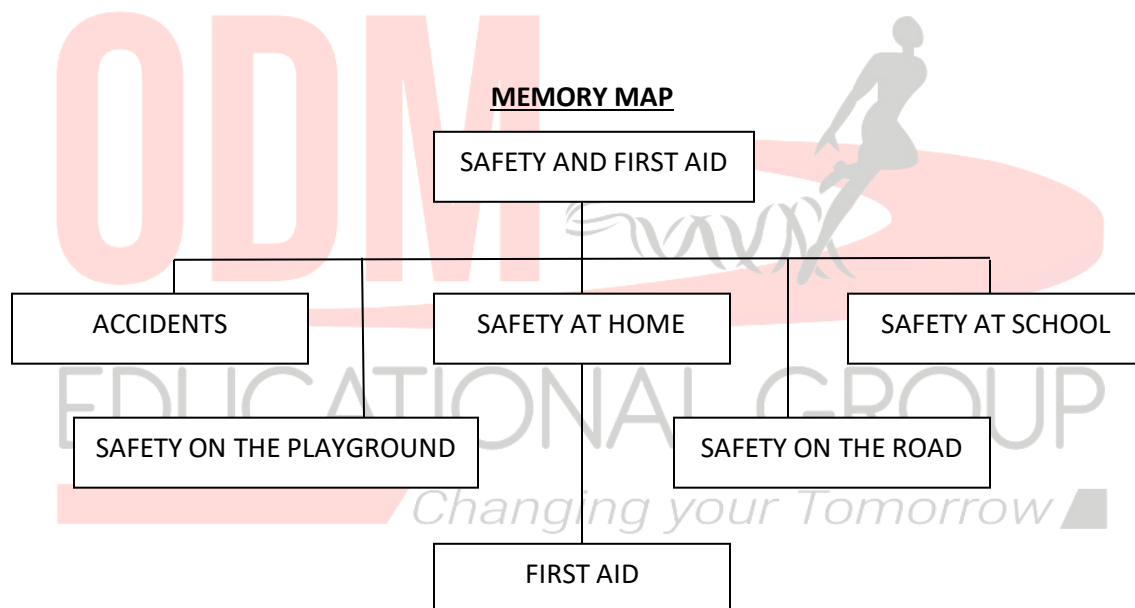 MEMORY MAP
SAFETY AND FIRST AID
ACCIDENTS
SAFETY AT HOME
SAFETY AT SCHOOL
SAFETY ON THE PLAYGROUND
SAFETY ON THE ROAD
FIRST AID
ODM
EDUCATIONAL GROUP
Changing your Tomorrow